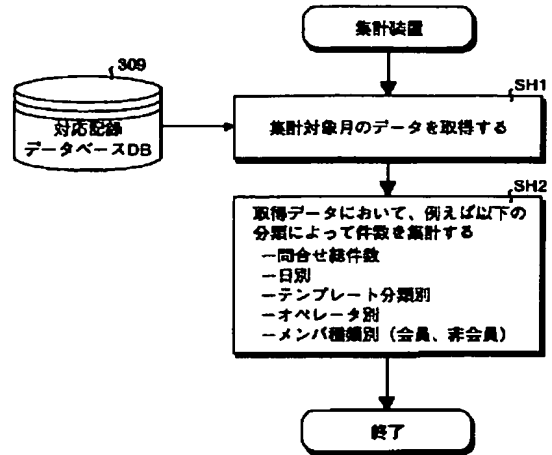 集計装置
309
対応記録
データベースDB
SH1
集計対象月のデータを取得する
SH2
取得データにおいて、例えば以下の
分類によって件数を集計する
―問合せ総件数
―日別
―テンプレート分類別
―オペレータ別
―メンバ種類別（会員、非会員）
終了